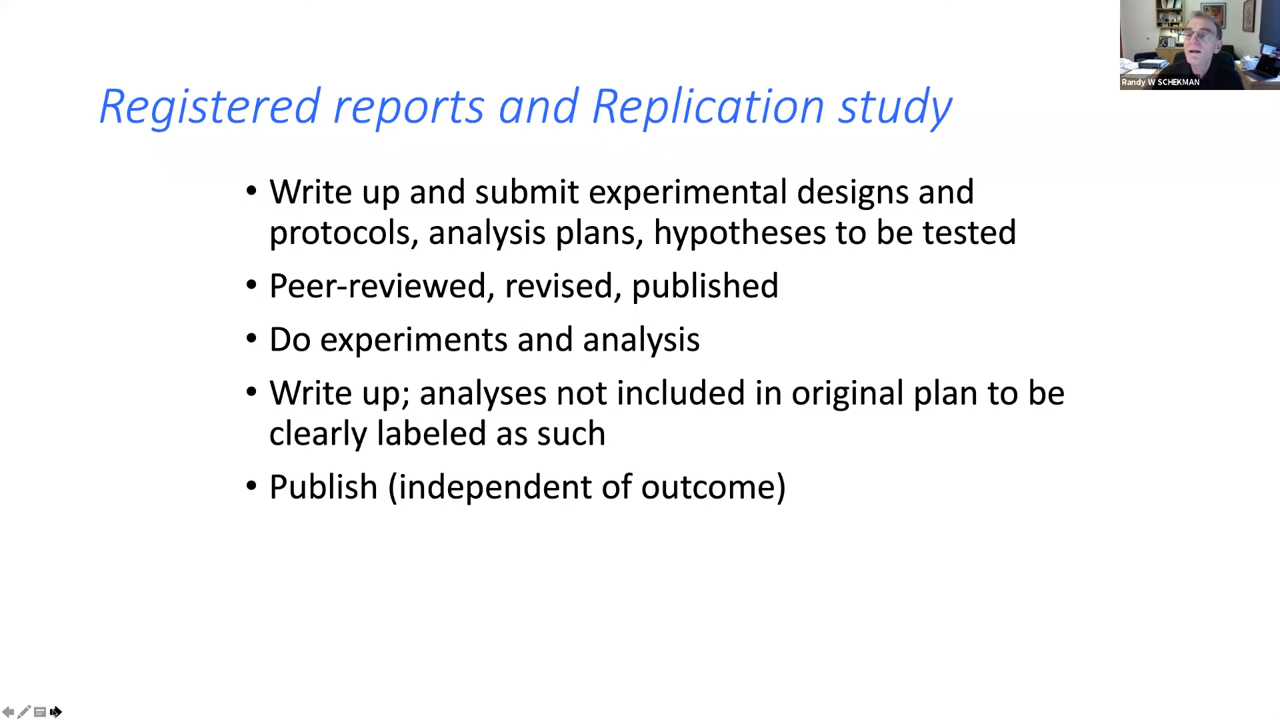 Randy W SCHEKMAN
Registered reports and Replication study
• Write up and submit experimental designs and
protocols, analysis plans, hypotheses to be tested
• Peer-reviewed, revised, published
• Do experiments and analysis
• Write up; analyses not included in original plan to be
clearly labeled as such
• Publish (independent of outcome)